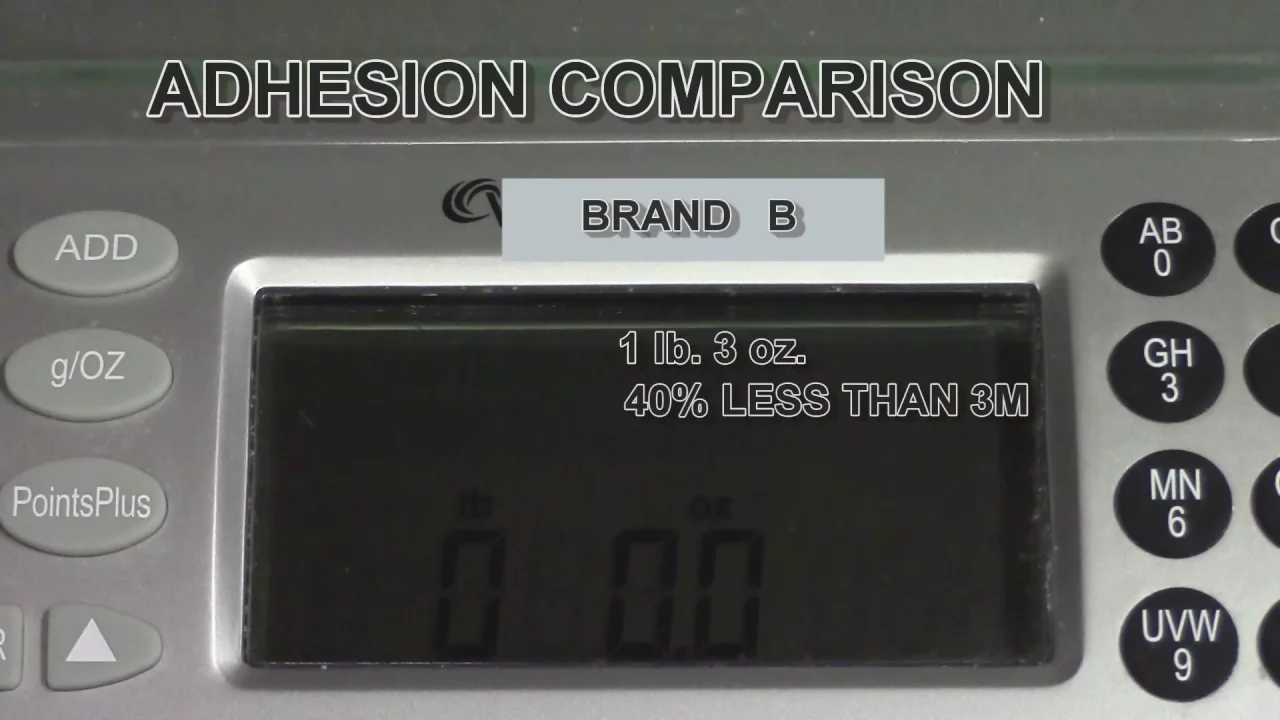 ADHESION COMPARISON
BRAND B
ADD
AB
0
1 lb. 3 oz.
40% LESS THAN 3M
g/OZ
GH
3
PointsPlus
MN
6
lb oz
0 0.0
UVW
9